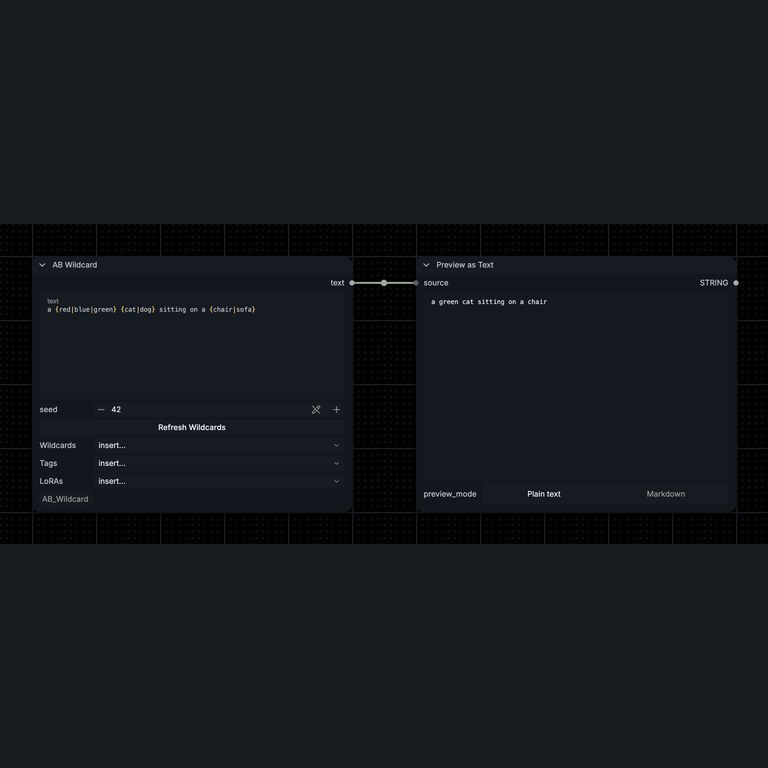 AB Wildcard
text
text
a {red|blue|green} {cat|dog} sitting on a {chair|sofa}
seed
42
Refresh Wildcards
Wildcards insert...
Tags insert...
LoRAs insert...
AB_Wildcard
Preview as Text
source STRING
a green cat sitting on a chair
preview_mode Plain text Markdown